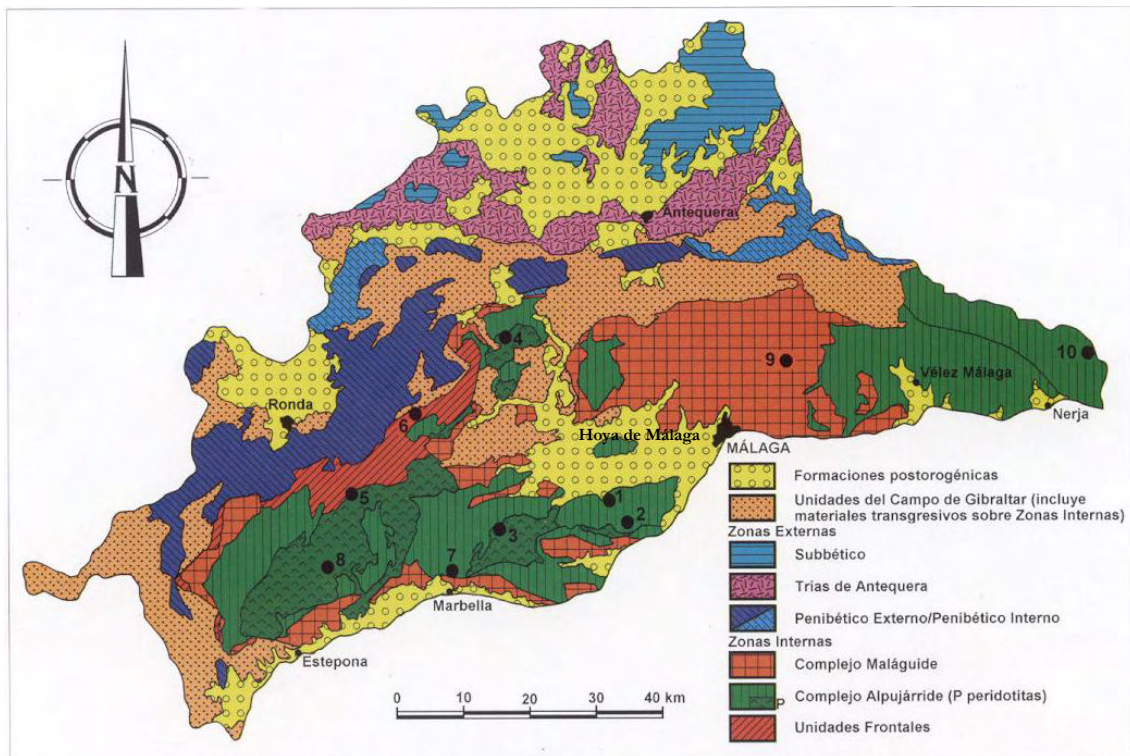 N
Antequera
4
9
10
Vélez Málaga
Nerja
Ronda
6
Hoya de Málaga
MÁLAGA
5
1
2
3
8
7
Marbella
Estepona
0 10 20 30 40 km
Formaciones postorogénicas
Unidades del Campo de Gibraltar (incluye
materiales transgresivos sobre Zonas Internas)
Zonas Externas
Subbético
Trías de Antequera
Penibético Externo/Penibético Interno
Zonas Internas
Complejo Maláguide
Complejo Alpujárride (P peridotitas)
P
Unidades Frontales